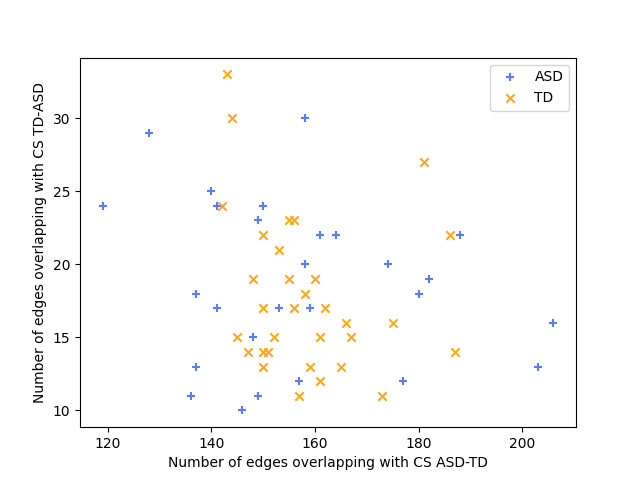 ASD
TD
30
25
20
15
10
Number of edges overlapping with CS TD-ASD
120 140 160 180 200
Number of edges overlapping with CS ASD-TD